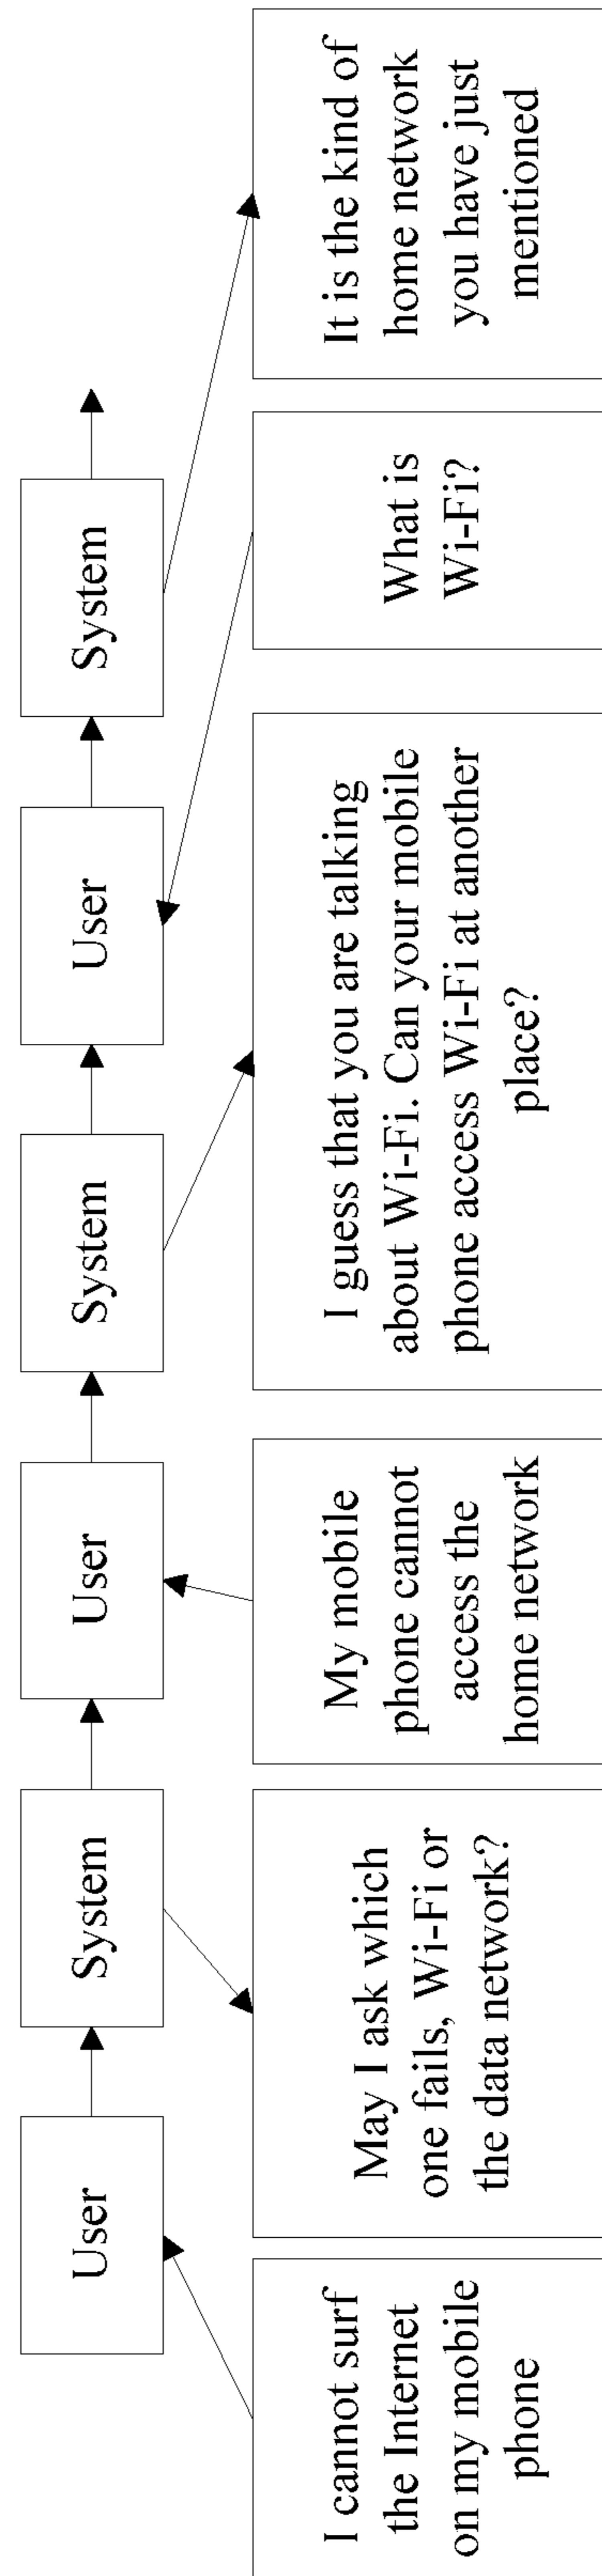 User
System
User
System
User
System
I cannot surf
the Internet
on my mobile
phone
May I ask which
one fails, Wi-Fi or
the data network?
My mobile
phone cannot
access the
home network
I guess that you are talking
about Wi-Fi. Can your mobile
phone access Wi-Fi at another
place?
What is
Wi-Fi?
It is the kind of
home network
you have just
mentioned